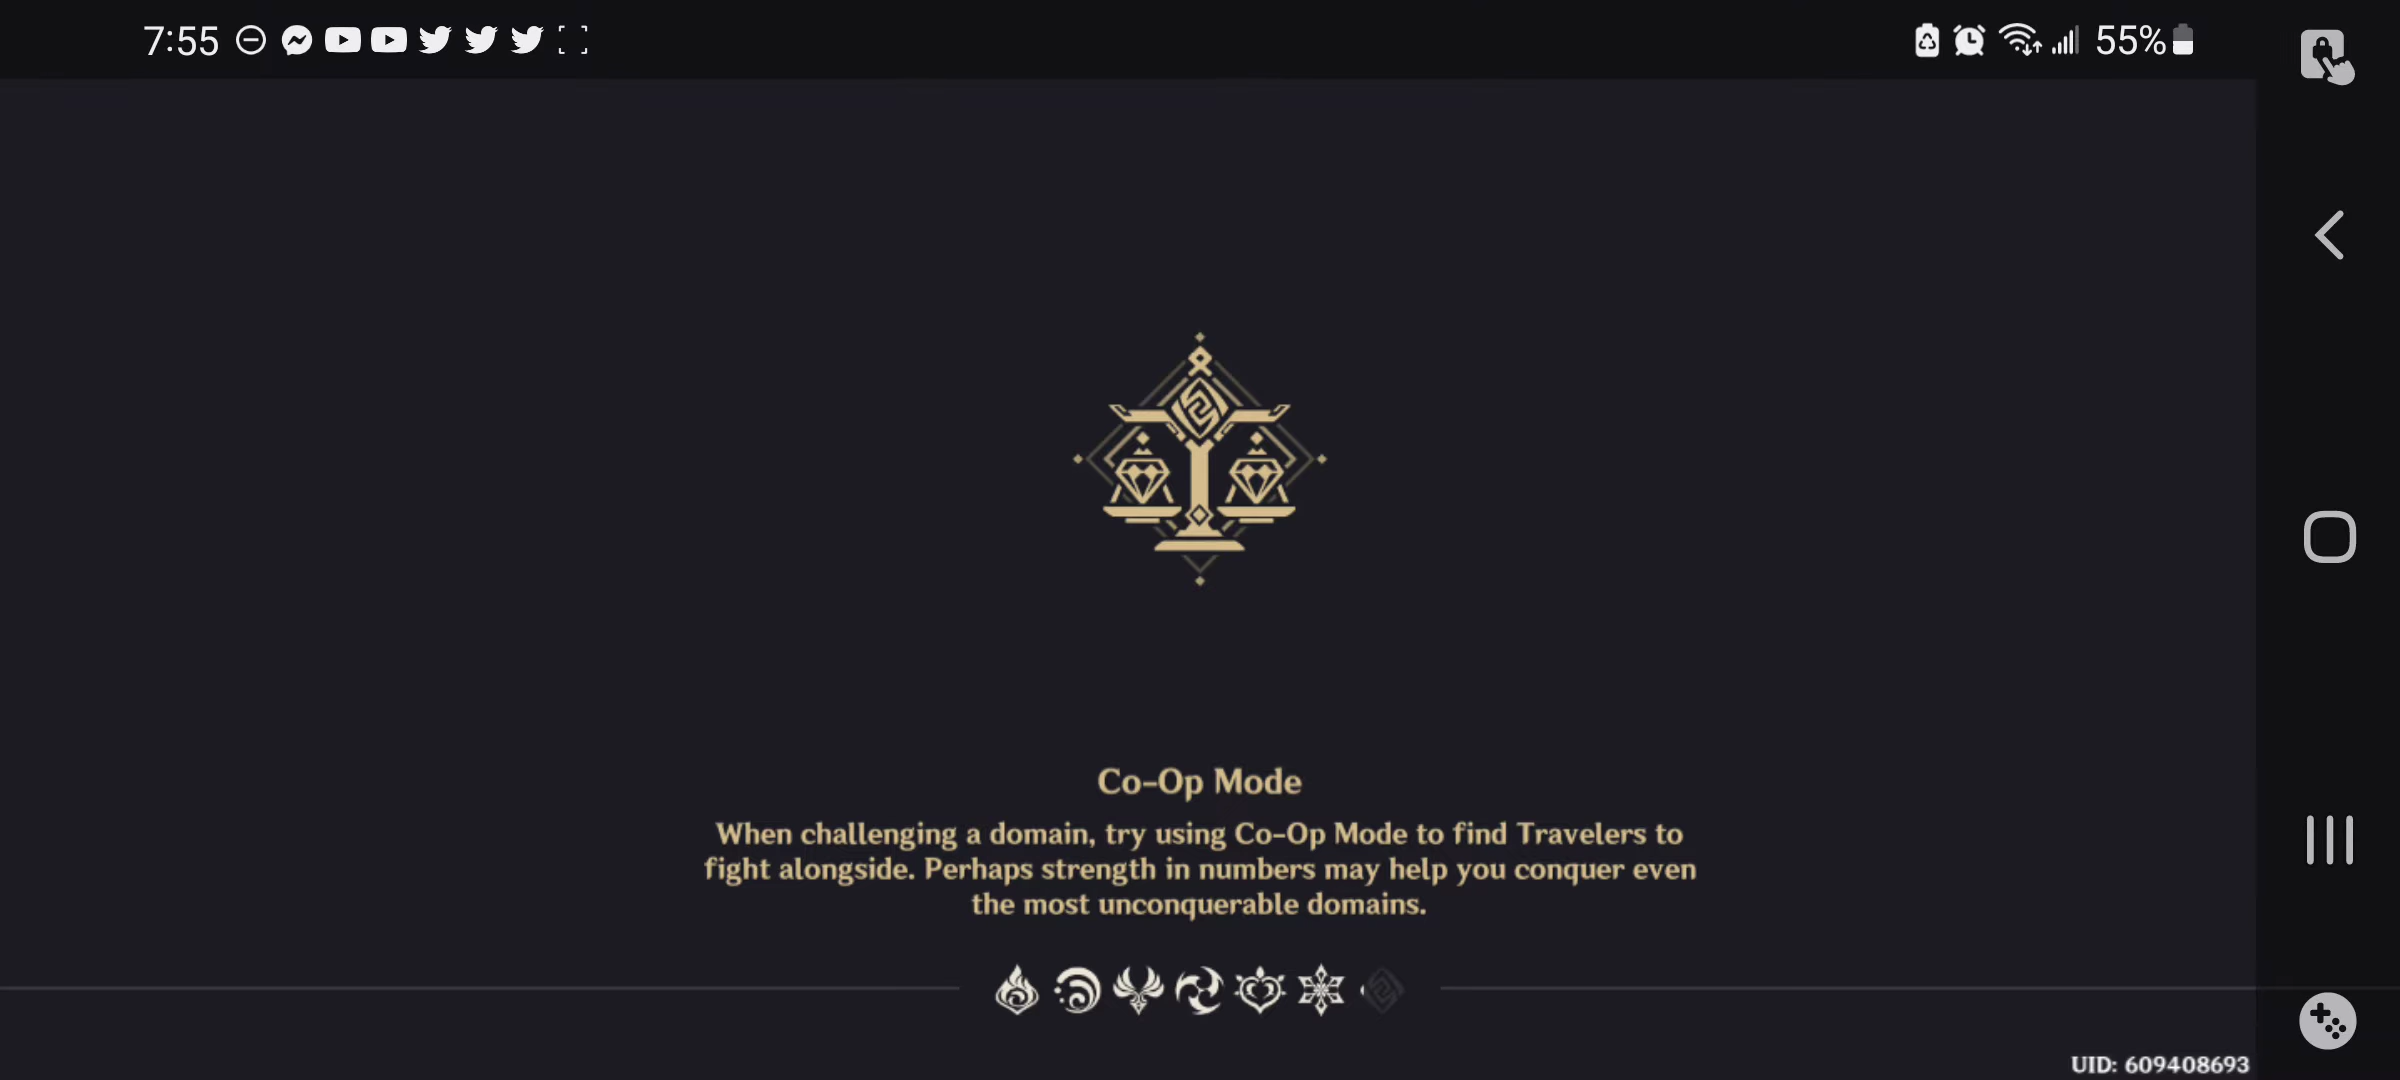 7:55
55%
Co-Op Mode
When challenging a domain, try using Co-Op Mode to find Travelers to
fight alongside. Perhaps strength in numbers may help you conquer even
the most unconquerable domains.
UID: 609408693